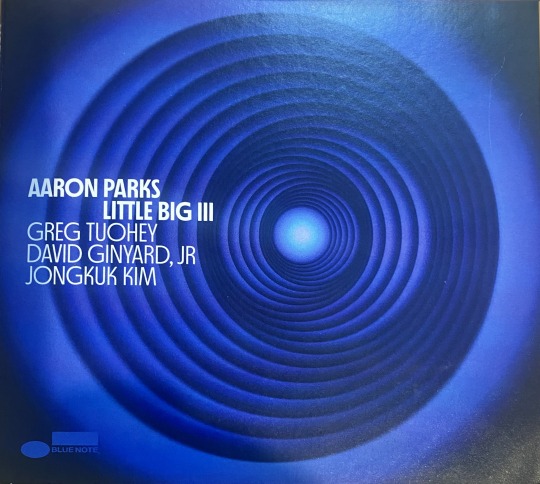 AARON PARKS
LITTLE BIG III
GREG TUOHEY
DAVID GINYARD, JR
JONGKUK KIM
BLUE NOTE